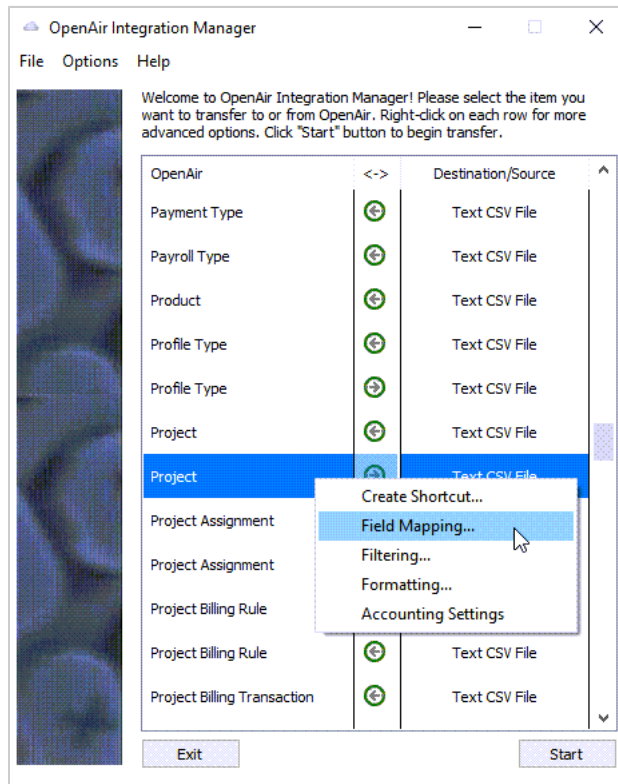 OpenAir Integration Manager
File Options Help
Welcome to OpenAir Integration Manager! Please select the item you
want to transfer to or from OpenAir. Right-click on each row for more
advanced options. Click "Start" button to begin transfer.
OpenAir <-> Destination/Source
Payment Type Text CSV File
Payroll Type Text CSV File
Product Text CSV File
Profile Type Text CSV File
Profile Type Text CSV File
Project Text CSV File
Project Text CSV File
Create Shortcut...
Project Assignment
Field Mapping...
Filtering...
Project Assignment
Formatting...
Project Billing Rule
Accounting Settings
Project Billing Rule Text CSV File
Project Billing Transaction Text CSV File
Exit Start